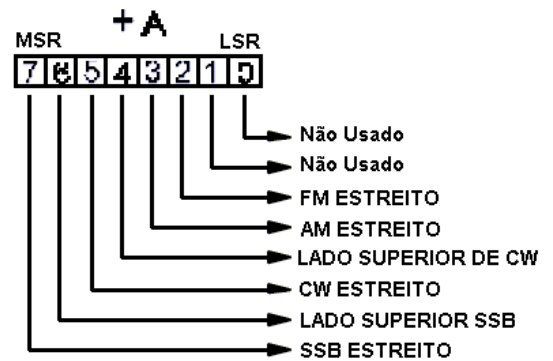 + A
MSR LSR
7 6 5 4 3 2 1 0
Não Usado
Não Usado
FM ESTREITO
AM ESTREITO
LADO SUPERIOR DE CW
CW ESTREITO
LADO SUPERIOR SSB
SSB ESTREITO